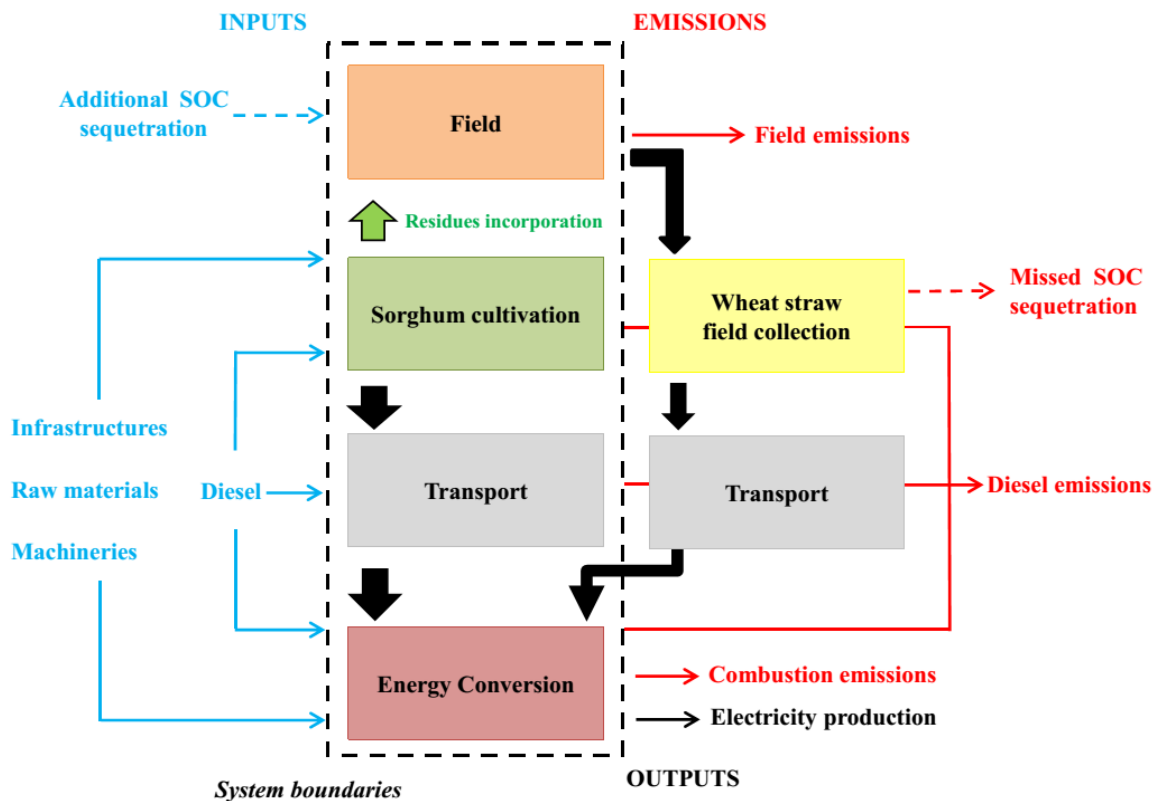 INPUTS
EMISSIONS
Additional SOC
sequetration
Field
Field emissions
Residues incorporation
Sorghum cultivation
Wheat straw
field collection
Missed SOC
sequetration
Infrastructures
Raw materials
Diesel
Machineries
Transport
Transport
Diesel emissions
Energy Conversion
Combustion emissions
Electricity production
System boundaries
OUTPUTS